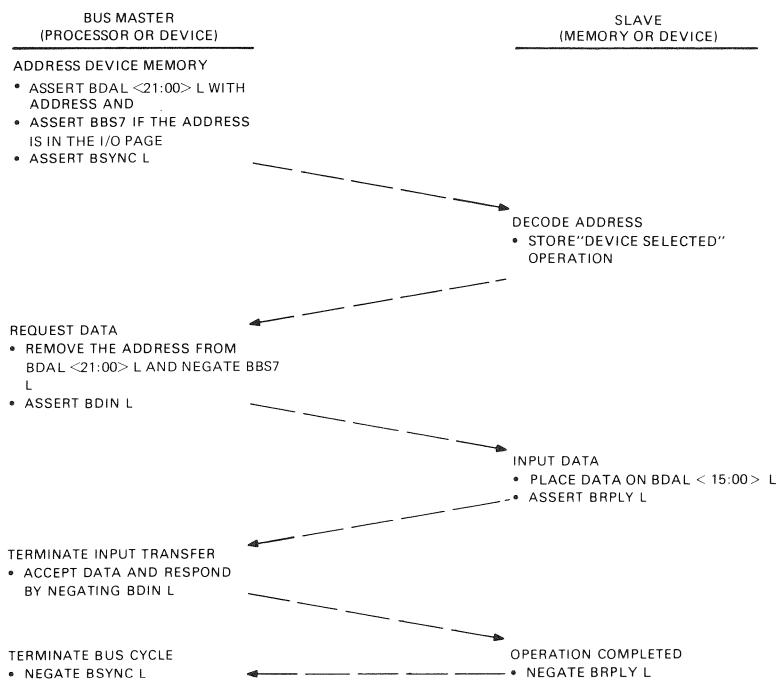 BUS MASTER
(PROCESSOR OR DEVICE)
SLAVE
(MEMORY OR DEVICE)
ADDRESS DEVICE MEMORY
• ASSERT BDAL <21:00> L WITH
ADDRESS AND
• ASSERT BBS7 IF THE ADDRESS
IS IN THE I/O PAGE
• ASSERT BSYNC L
DECODE ADDRESS
• STORE"DEVICE SELECTED"
OPERATION
REQUEST DATA
• REMOVE THE ADDRESS FROM
BDAL <21:00> L AND NEGATE BBS7
L
• ASSERT BDIN L
INPUT DATA
• PLACE DATA ON BDAL < 15:00> L
• ASSERT BRPLY L
TERMINATE INPUT TRANSFER
• ACCEPT DATA AND RESPOND
BY NEGATING BDIN L
OPERATION COMPLETED
• NEGATE BRPLY L
TERMINATE BUS CYCLE
• NEGATE BSYNC L